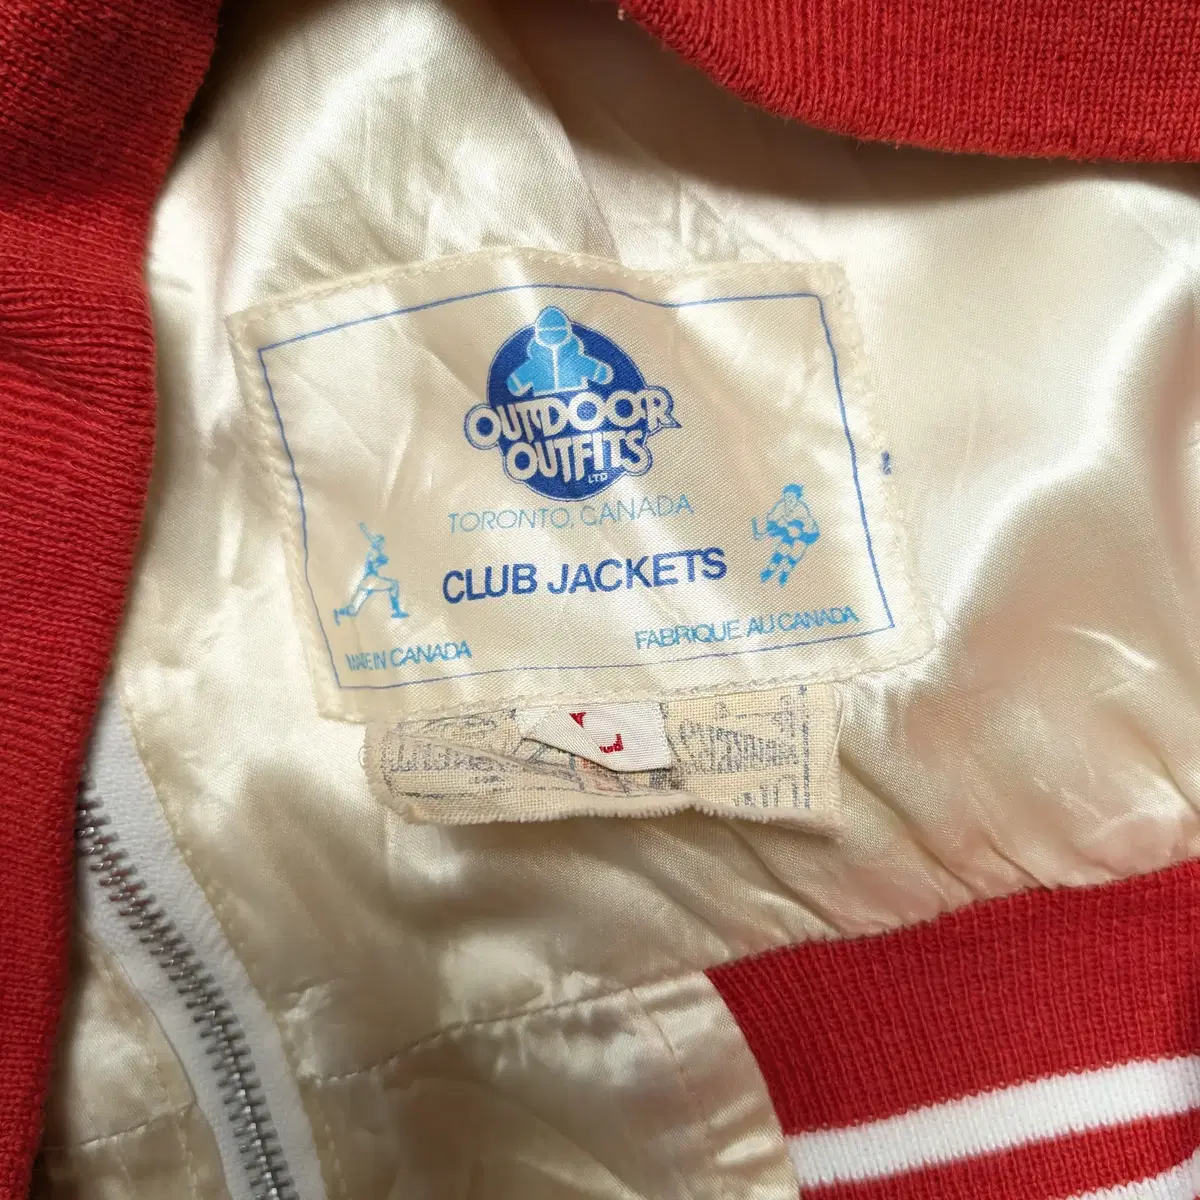 OUTDOOR
OUTFITS
LTD
TORONTO, CANADA
CLUB JACKETS
MADE IN CANADA
FABRIQUE AU CANADA